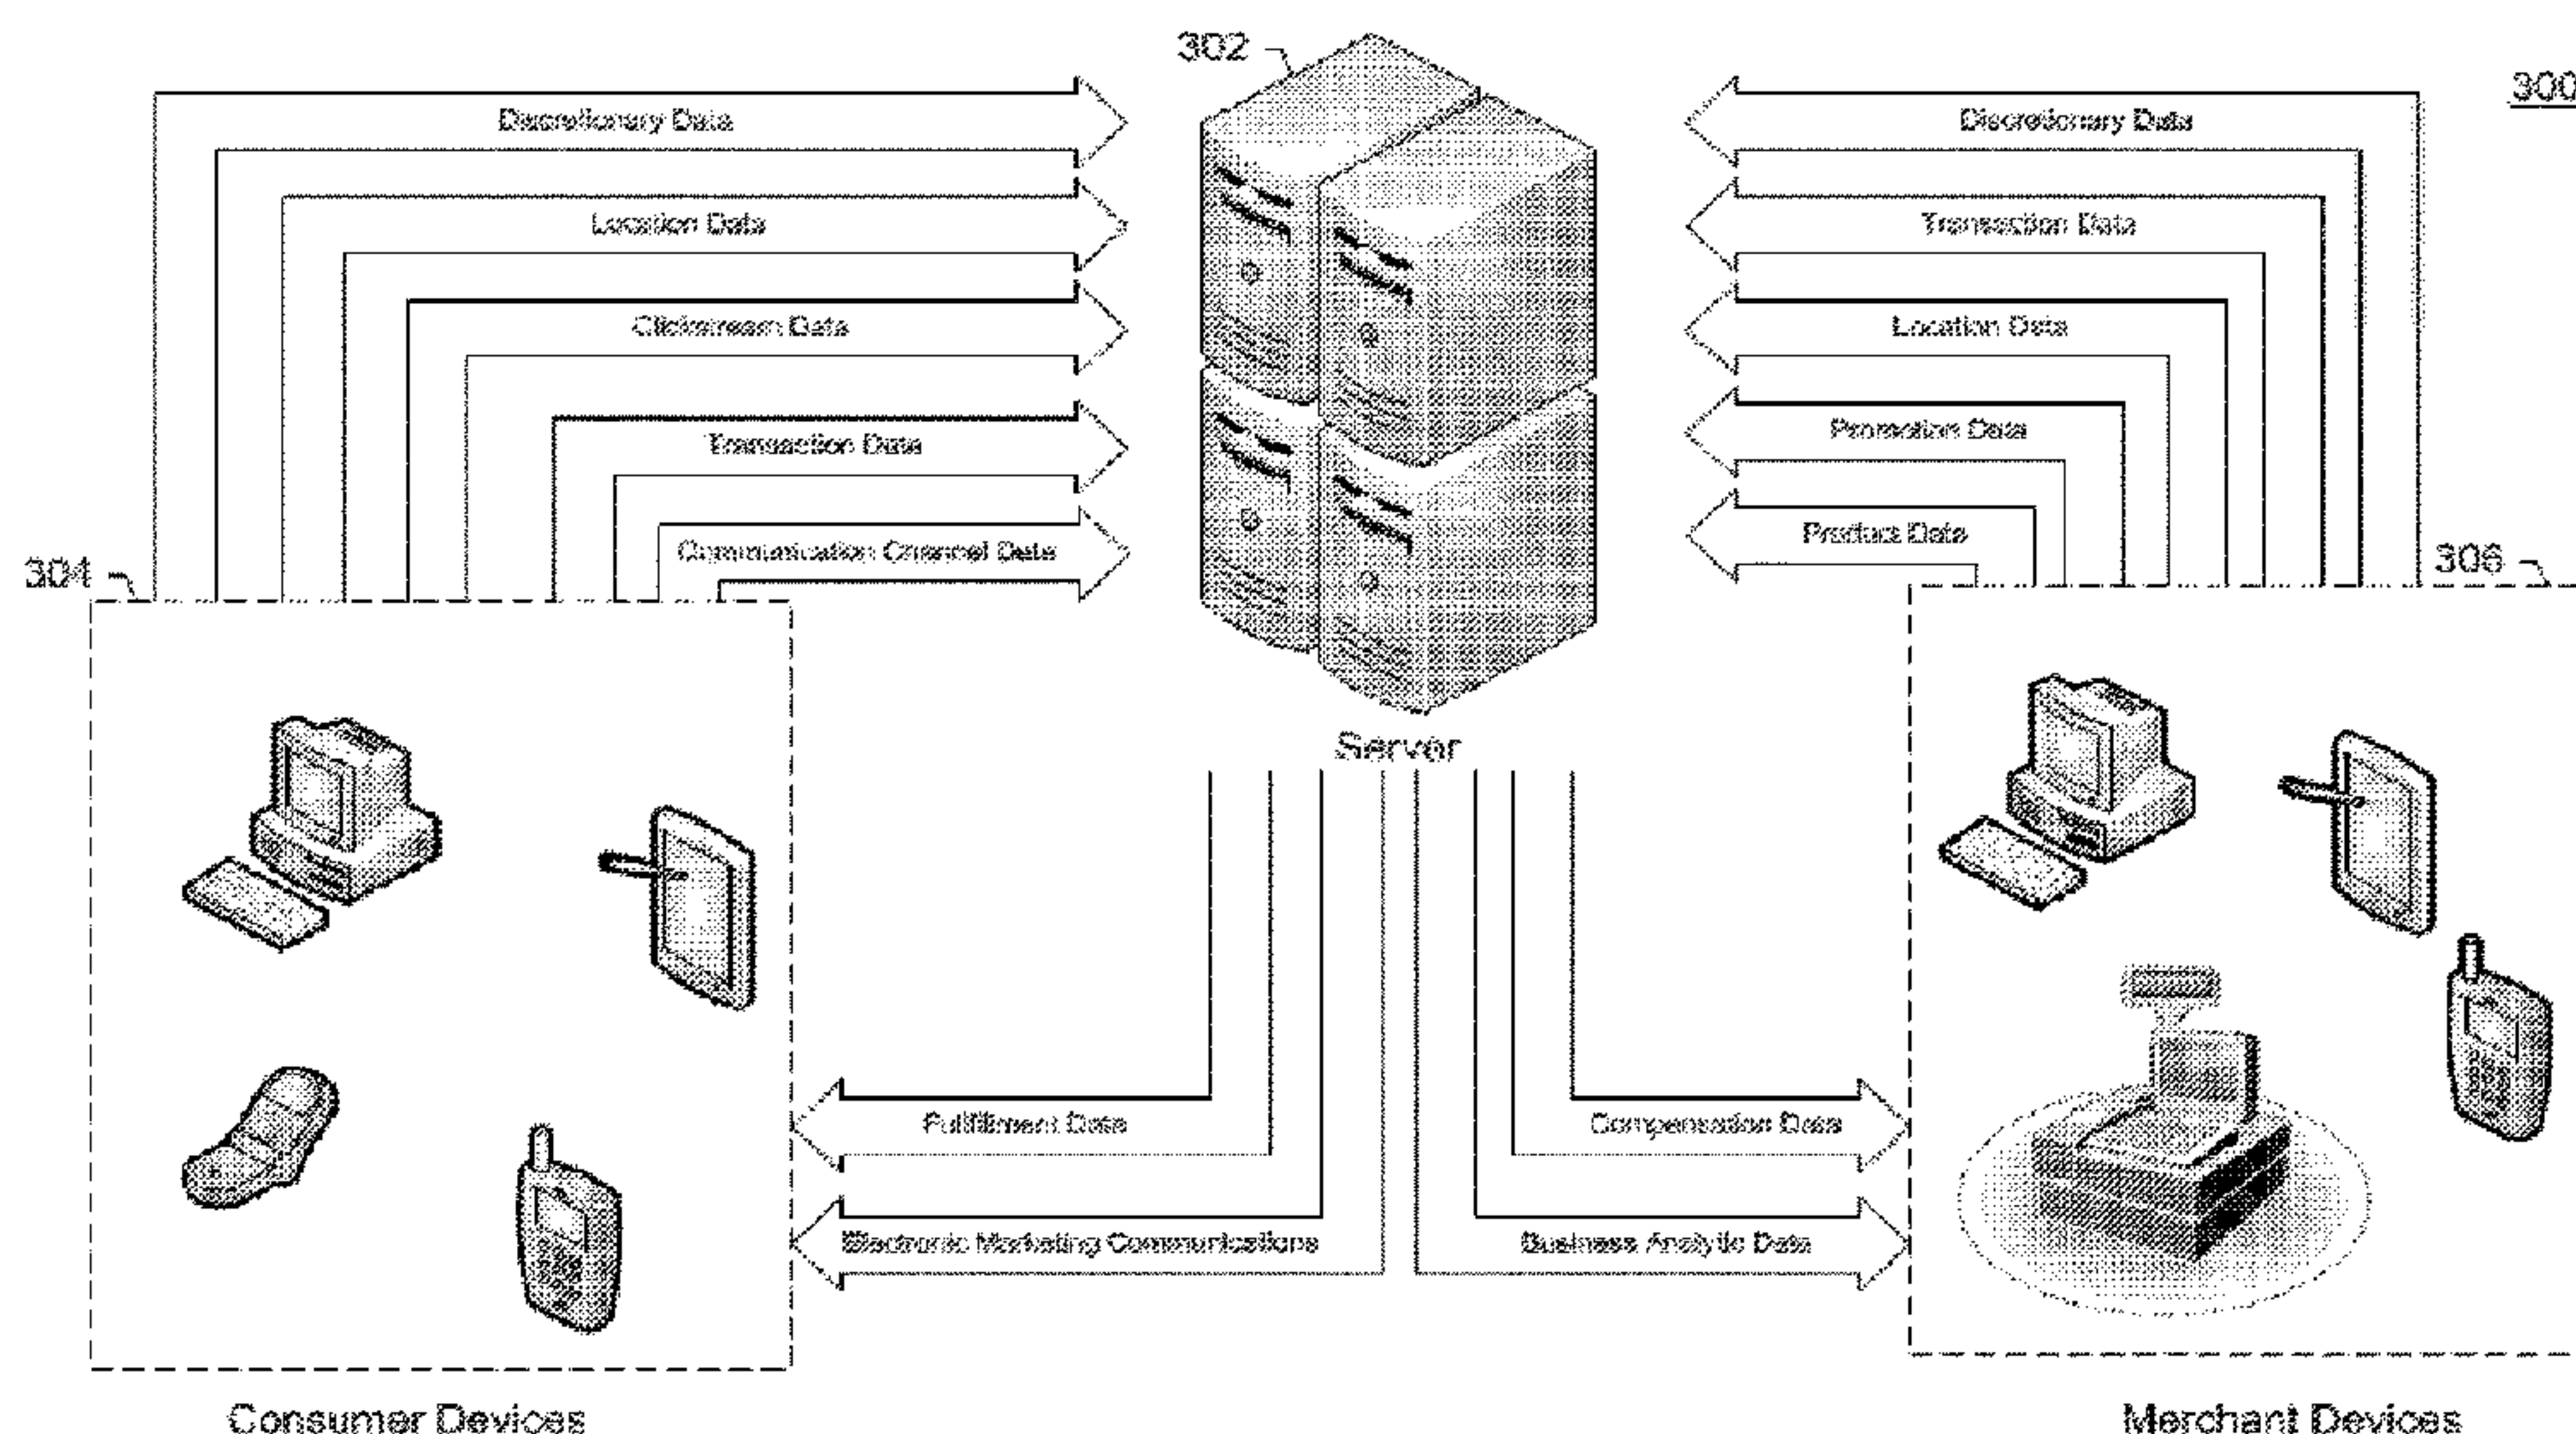 302
300
Discretionary Data
Discretionary Data
Location Data
Transaction Data
Clickstream Data
Location Data
Transaction Data
Promotion Data
Communication Channel Data
Product Data
304
306
Server
Fulfillment Data
Compensation Data
Electronic Marketing Communications
Business Analytic Data
Consumer Devices
Merchant Devices